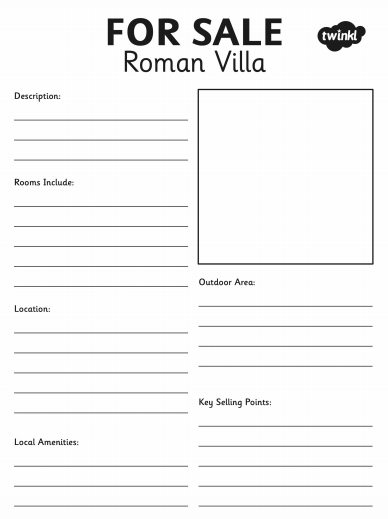 FOR SALE
Roman Villa
twinkl
Description:
Rooms Include:
Location:
Local Amenities:
Outdoor Area:
Key Selling Points: